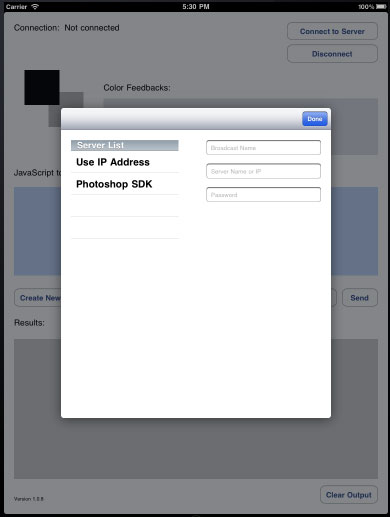 Carrier 5:30 PM 100%
Connection: Not connected
Connect to Server
Disconnect
Color Feedbacks:
Done
Server List
Use IP Address
Photoshop SDK
Broadcast Name
Server Name or IP
Password
JavaScript to
Create New
Send
Results:
Version 1.0.6
Clear Output